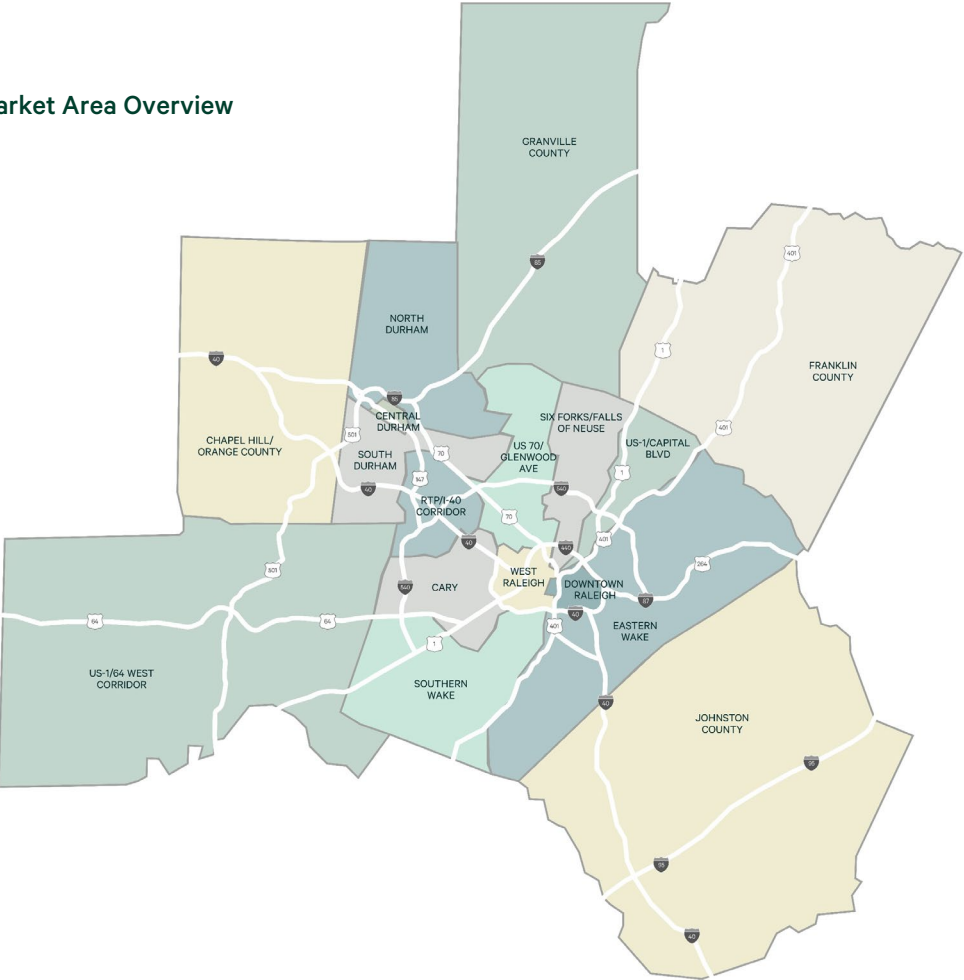 arket Area Overview
GRANVILLE
COUNTY
401
85
NORTH
DURHAM
1
40
FRANKLIN
COUNTY
85
CENTRAL
DURHAM
SIX FORKS/FALLS
OF NEUSE
401
501
CHAPEL HILL/
ORANGE COUNTY
US 70/
GLENWOOD
AVE
US-1/CAPITAL
BLVD
SOUTH
DURHAM
70
1
147
40
540
RTP/I-40
CORRIDOR
70
401
40
440
264
501
WEST
RALEIGH
540
CARY
DOWNTOWN
RALEIGH
87
40
64
64
401
EASTERN
WAKE
1
US-1/64 WEST
CORRIDOR
SOUTHERN
WAKE
40
JOHNSTON
COUNTY
95
95
40